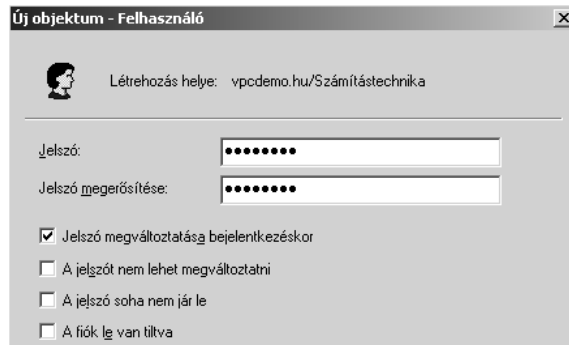 Új objektum - Felhasználó
Létrehozás helye: vpcdemo.hu/Számítástechnika
Jelszó: ●●●●●●●●
Jelszó megerősítése: ●●●●●●●●
Jelszó megváltoztatása bejelentkezéskor
A jelszót nem lehet megváltoztatni
A jelszó soha nem jár le
A fiók le van tiltva